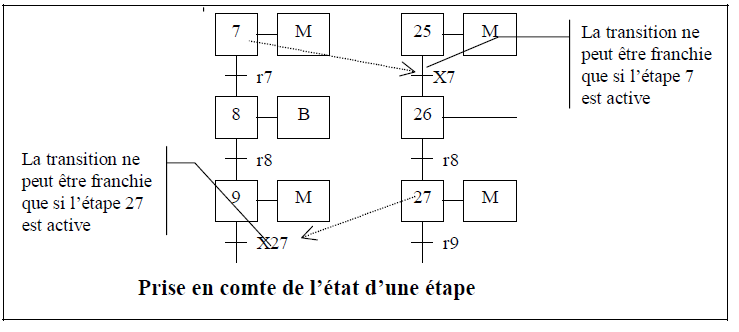 7 M 25 M
La transition ne
peut être franchie
que si l'étape 7
est active
r7 X7
8 B 26
r8 r8
La transition ne
peut être franchie
que si l'étape 27
est active
9 M 27 M
X27 r9
Prise en comte de l'état d'une étape